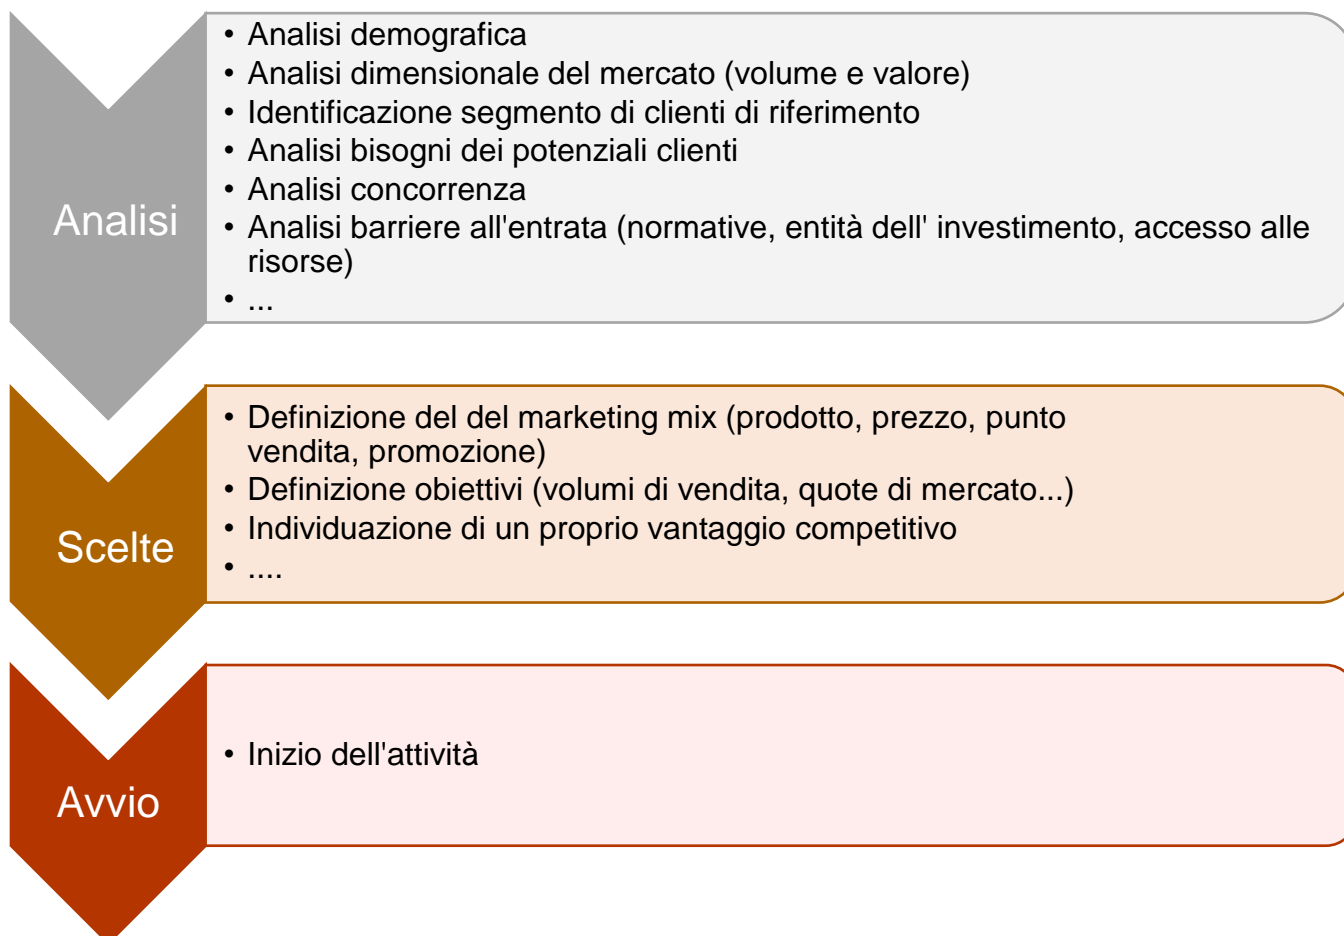 Analisi
• Analisi demografica
• Analisi dimensionale del mercato (volume e valore)
• Identificazione segmento di clienti di riferimento
• Analisi bisogni dei potenziali clienti
• Analisi concorrenza
• Analisi barriere all'entrata (normative, entità dell' investimento, accesso alle
risorse)
• ...
Scelte
• Definizione del del marketing mix (prodotto, prezzo, punto
vendita, promozione)
• Definizione obiettivi (volumi di vendita, quote di mercato...)
• Individuazione di un proprio vantaggio competitivo
• ....
Avvio
• Inizio dell'attività